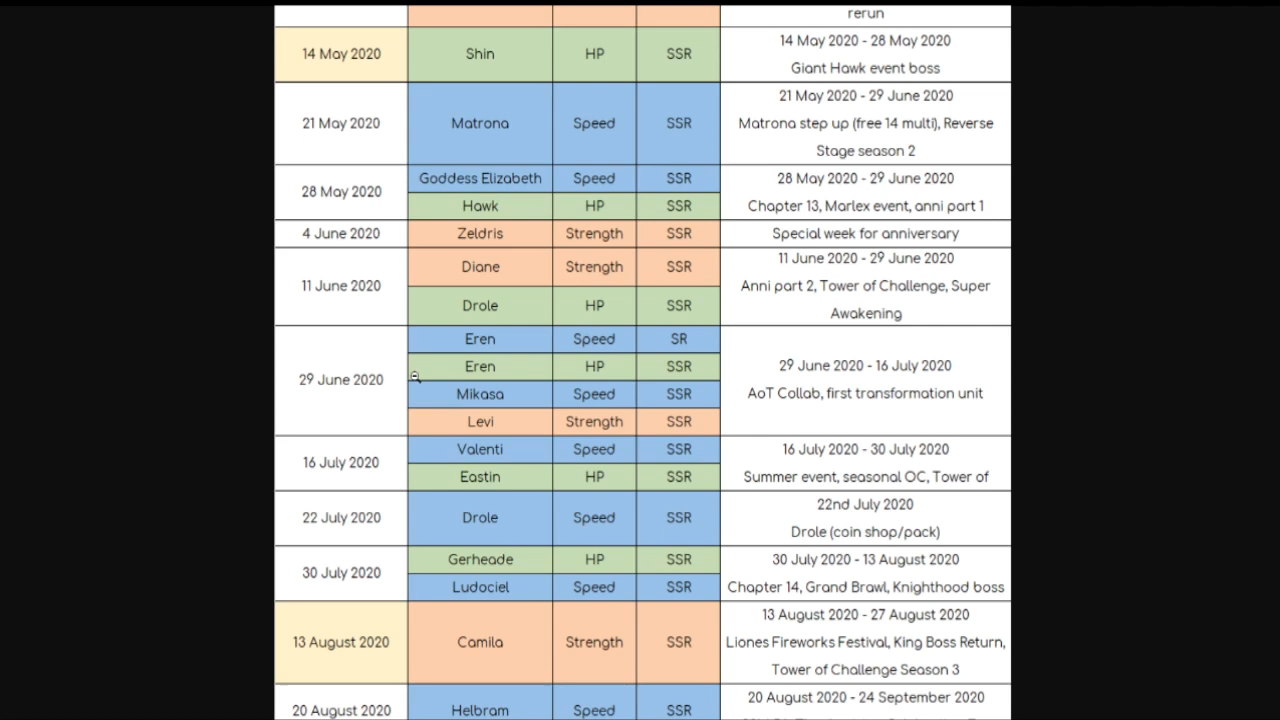 rerun
14 May 2020 Shin HP SSR 14 May 2020 - 28 May 2020
Giant Hawk event boss
21 May 2020 Matrona Speed SSR 21 May 2020 - 29 June 2020
Matrona step up (free 14 multi), Reverse
Stage season 2
28 May 2020 Goddess Elizabeth Speed SSR 28 May 2020 - 29 June 2020
Hawk HP SSR Chapter 13, Marlex event, anni part 1
4 June 2020 Zeldris Strength SSR Special week for anniversary
11 June 2020 Diane Strength SSR 11 June 2020 - 29 June 2020
Anni part 2, Tower of Challenge, Super
Drole HP SSR Awakening
29 June 2020 Eren Speed SR 29 June 2020 - 16 July 2020
Eren HP SSR AoT Collab, first transformation unit
Mikasa Speed SSR
Levi Strength SSR
16 July 2020 Valenti Speed SSR 16 July 2020 - 30 July 2020
Eastin HP SSR Summer event, seasonal OC, Tower of
22 July 2020 Drole Speed SSR 22nd July 2020
Drole (coin shop/pack)
30 July 2020 Gerheade HP SSR 30 July 2020 - 13 August 2020
Ludociel Speed SSR Chapter 14, Grand Brawl, Knighthood boss
13 August 2020 Camila Strength SSR 13 August 2020 - 27 August 2020
Liones Fireworks Festival, King Boss Return,
Tower of Challenge Season 3
20 August 2020 Helbram Speed SSR 20 August 2020 - 24 September 2020